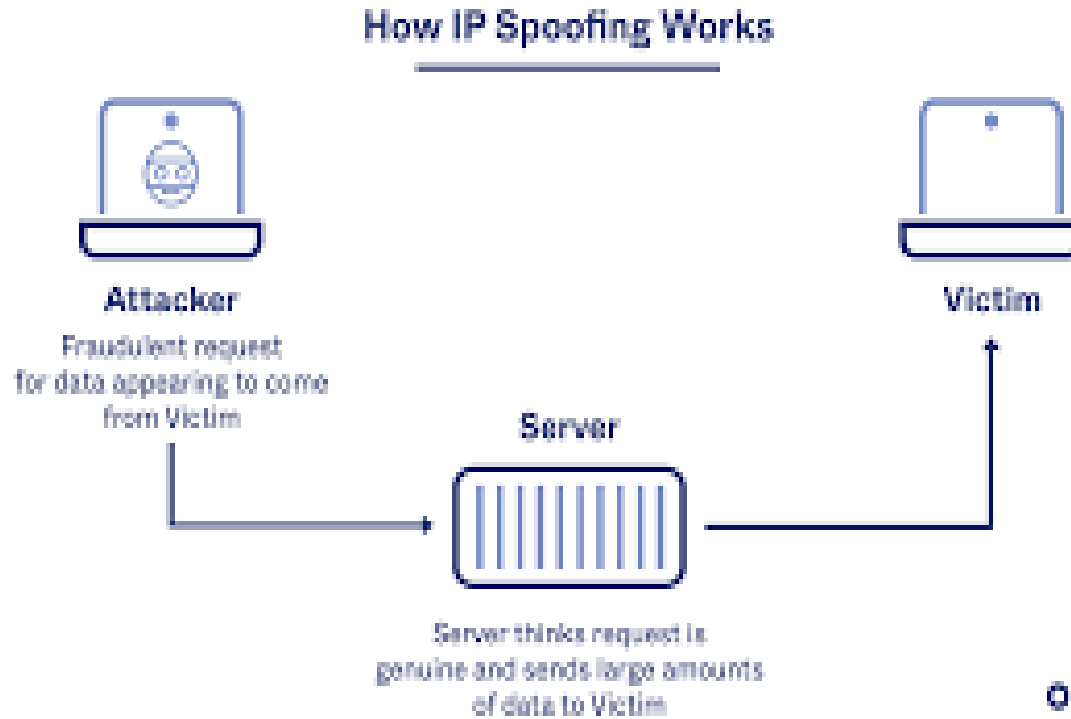 How IP Spoofing Works
Attacker
Fraudulent request
for data appearing to come
from Victim
Victim
Server
Server thinks request is
genuine and sends large amounts
of data to Victim